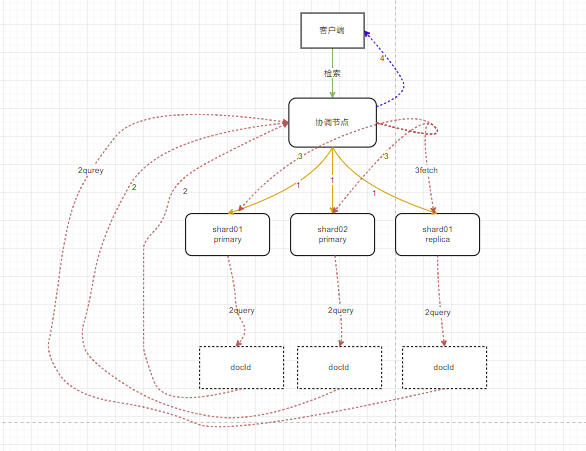 客户端
4
检索
协调节点
3
3
2qurey
3fetch
2
2
1
1
1
shard01
primary
shard02
primary
shard01
replica
2query
2query
2query
docId
docId
docId